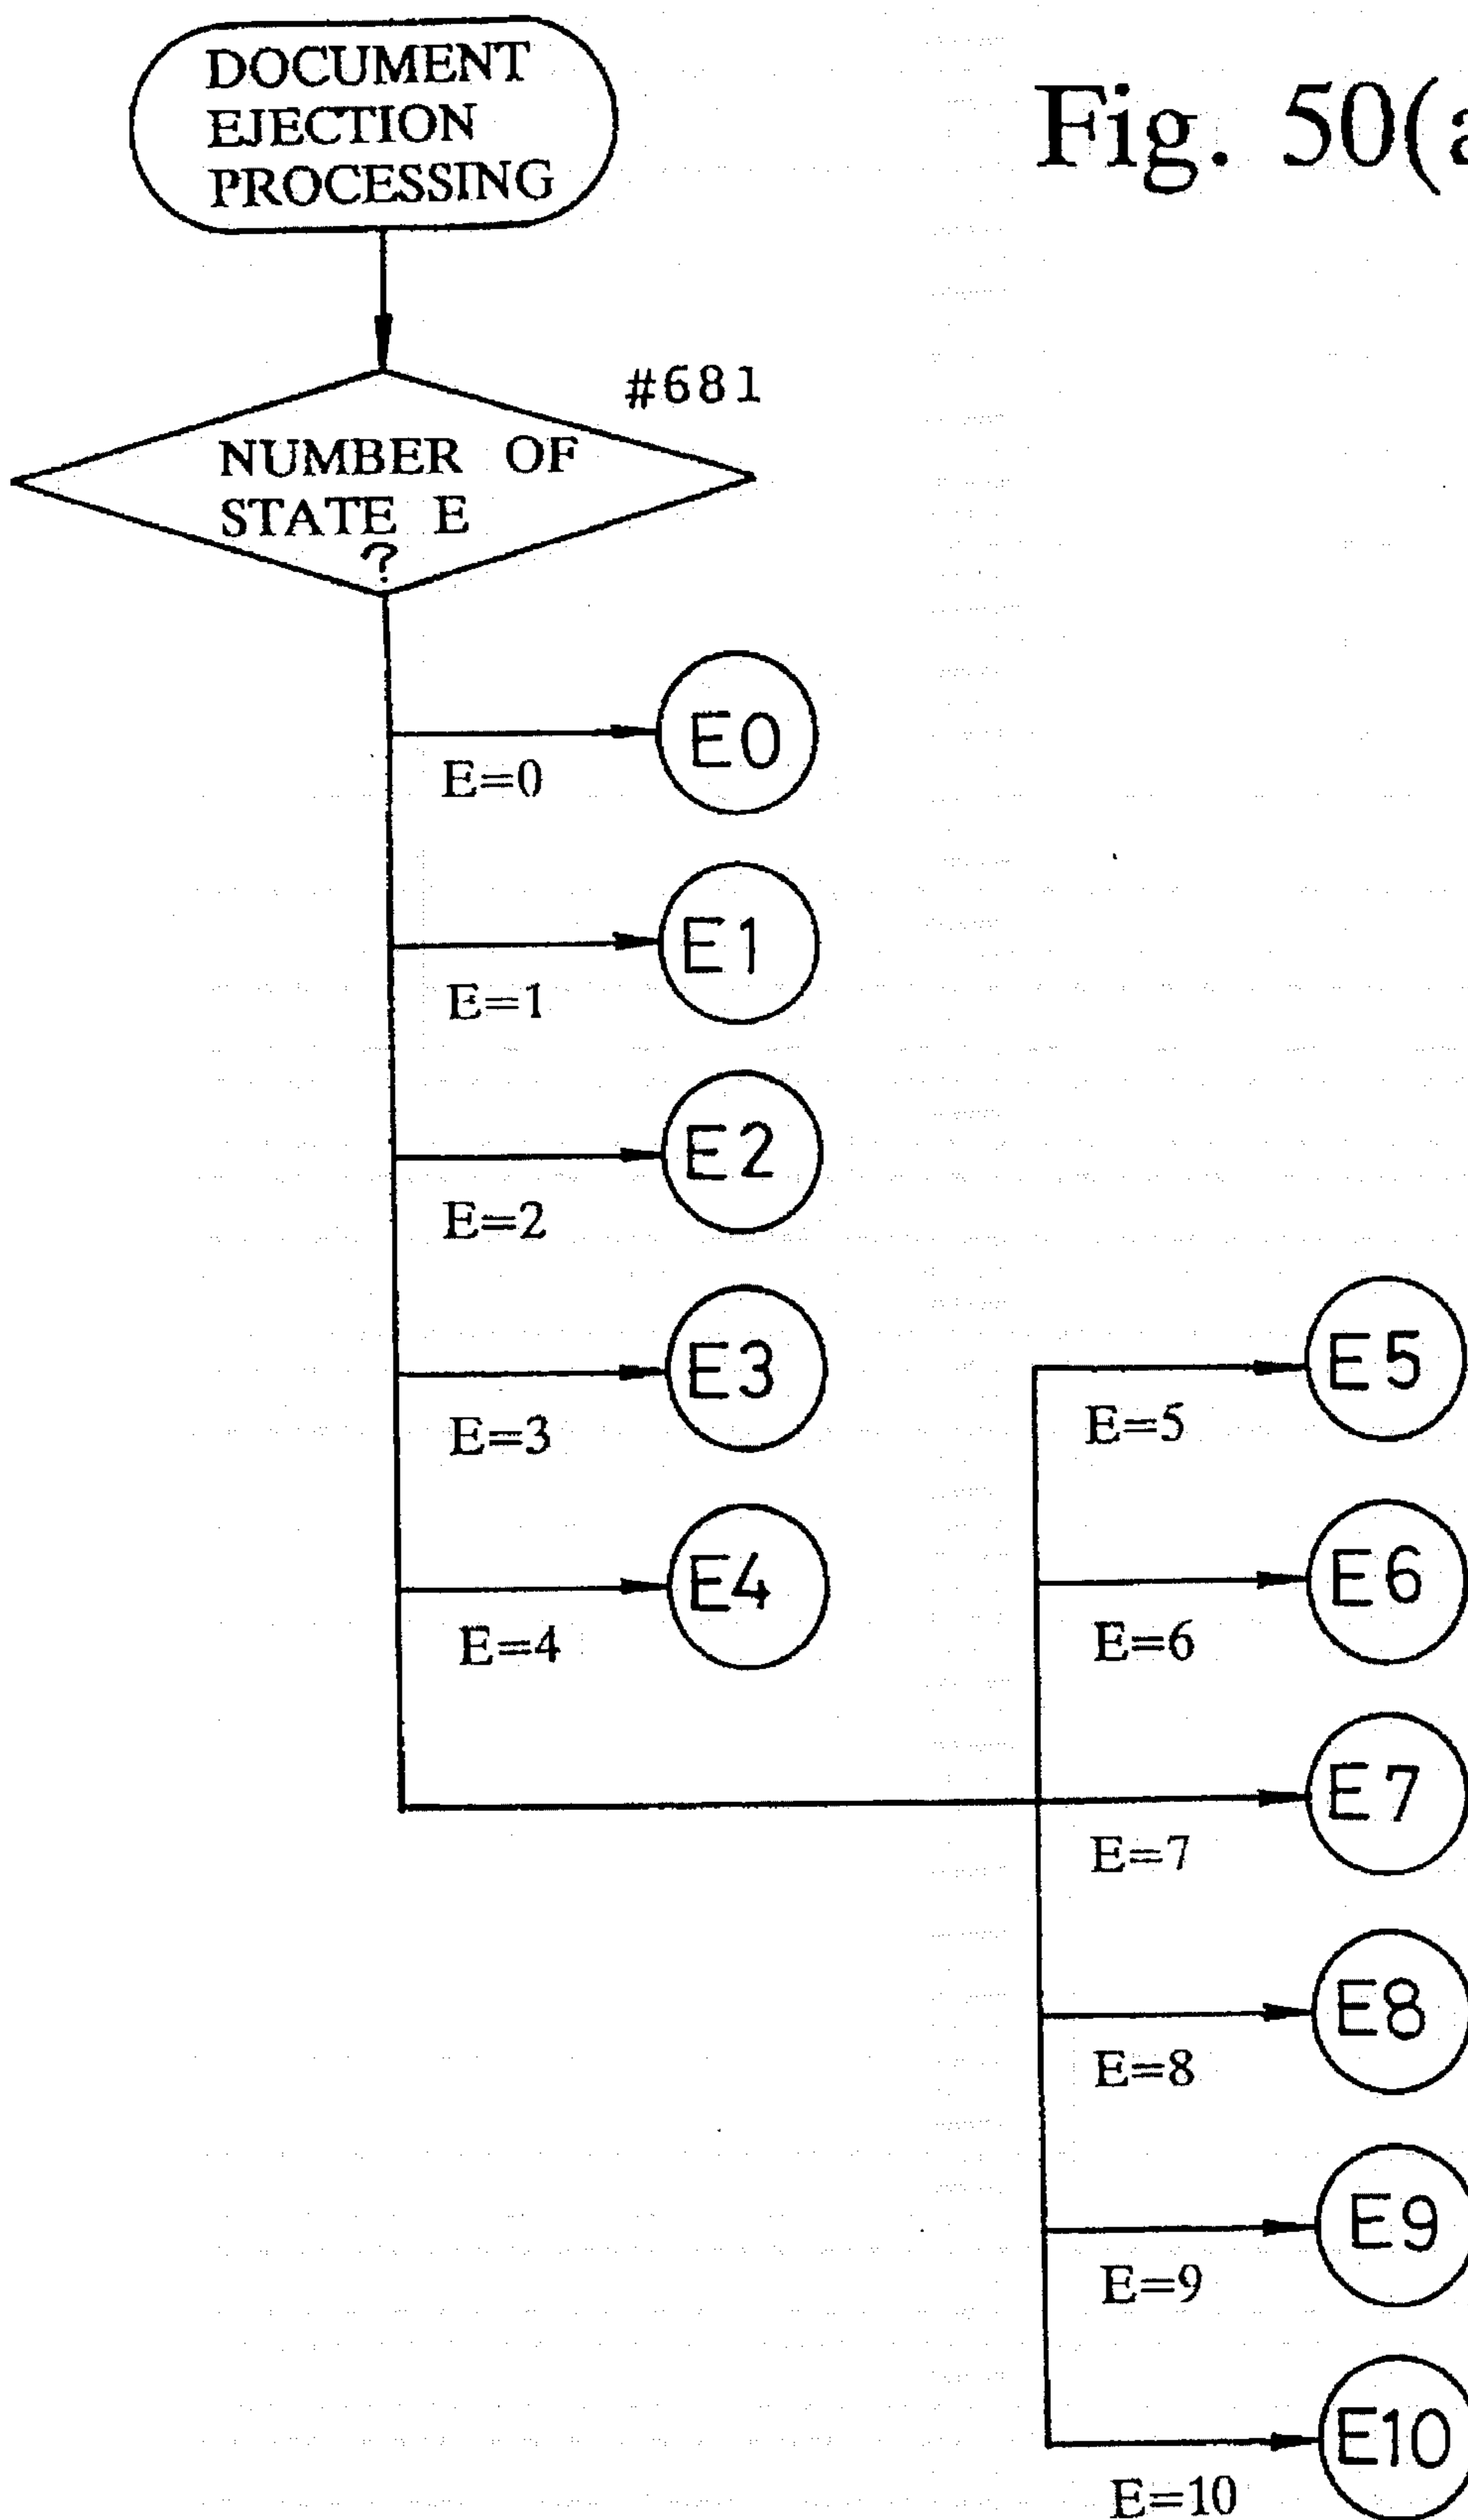 DOCUMENT
EJECTION
PROCESSING
Fig. 50(a
#681
NUMBER OF
STATE E
?
E0
E=0
E1
E=1
E2
E=2
E3
E=3
E4
E=4
E5
E=5
E6
E=6
E7
E=7
E8
E=8
E9
E=9
E10
E=10